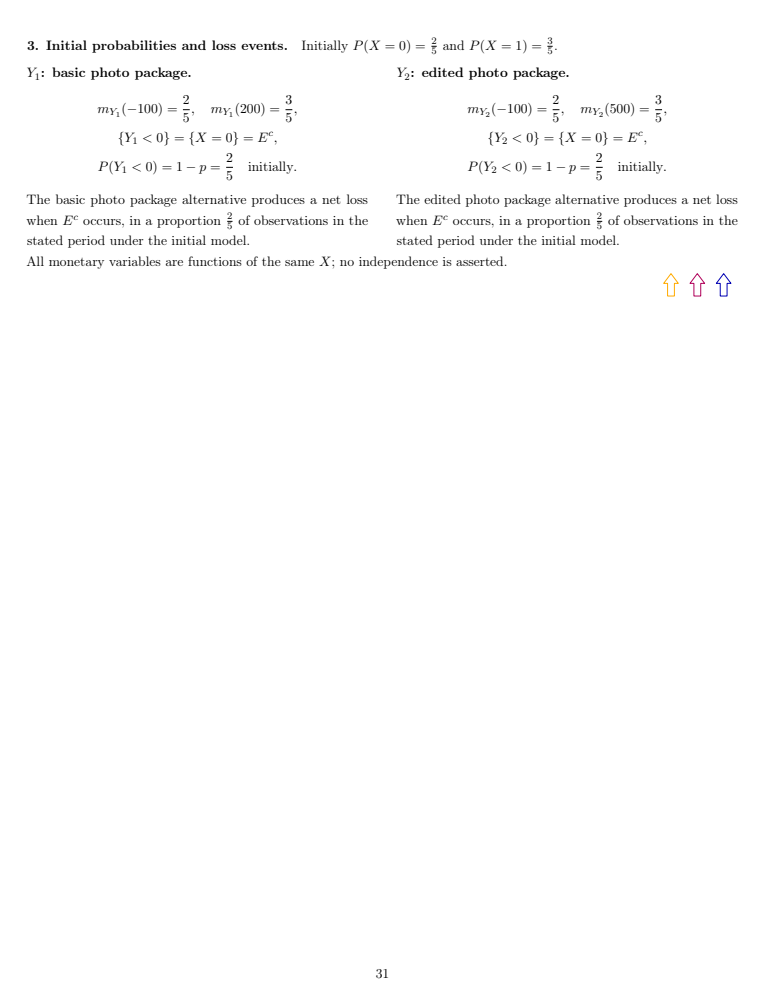 3. Initial probabilities and loss events. Initially P(X = 0) = 2/5 and P(X = 1) = 3/5.
Y₁: basic photo package.
m_{Y₁}(−100) = 2/5, m_{Y₁}(200) = 3/5,
{Y₁ < 0} = {X = 0} = Eᶜ,
P(Y₁ < 0) = 1 − p = 2/5 initially.
The basic photo package alternative produces a net loss
when Eᶜ occurs, in a proportion 2/5 of observations in the
stated period under the initial model.
Y₂: edited photo package.
m_{Y₂}(−100) = 2/5, m_{Y₂}(500) = 3/5,
{Y₂ < 0} = {X = 0} = Eᶜ,
P(Y₂ < 0) = 1 − p = 2/5 initially.
The edited photo package alternative produces a net loss
when Eᶜ occurs, in a proportion 2/5 of observations in the
stated period under the initial model.
All monetary variables are functions of the same X; no independence is asserted.
31